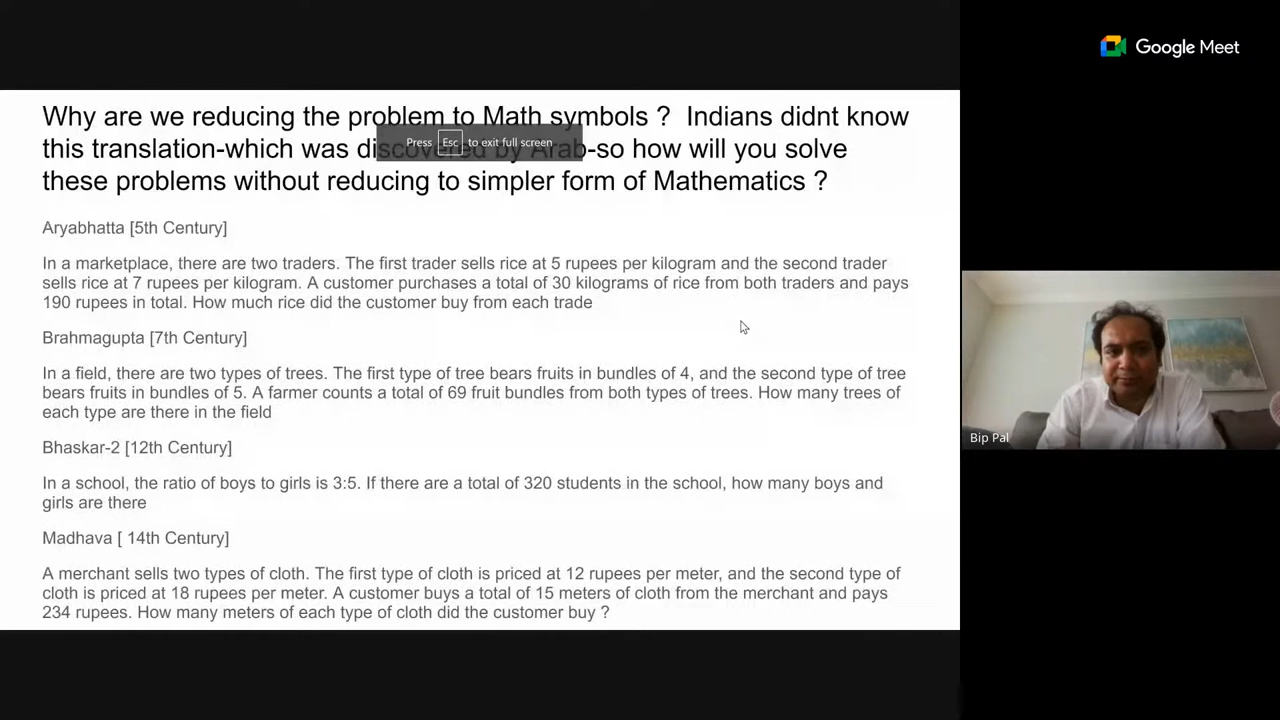 Google Meet
Why are we reducing the problem to Math symbols ?  Indians didnt know
this translation-which was discovered by Arab-so how will you solve
these problems without reducing to simpler form of Mathematics ?
Press Esc to exit full screen
Aryabhatta [5th Century]
In a marketplace, there are two traders. The first trader sells rice at 5 rupees per kilogram and the second trader
sells rice at 7 rupees per kilogram. A customer purchases a total of 30 kilograms of rice from both traders and pays
190 rupees in total. How much rice did the customer buy from each trade
Brahmagupta [7th Century]
In a field, there are two types of trees. The first type of tree bears fruits in bundles of 4, and the second type of tree
bears fruits in bundles of 5. A farmer counts a total of 69 fruit bundles from both types of trees. How many trees of
each type are there in the field
Bhaskar-2 [12th Century]
In a school, the ratio of boys to girls is 3:5. If there are a total of 320 students in the school, how many boys and
girls are there
Madhava [ 14th Century]
A merchant sells two types of cloth. The first type of cloth is priced at 12 rupees per meter, and the second type of
cloth is priced at 18 rupees per meter. A customer buys a total of 15 meters of cloth from the merchant and pays
234 rupees. How many meters of each type of cloth did the customer buy ?
Bip Pal